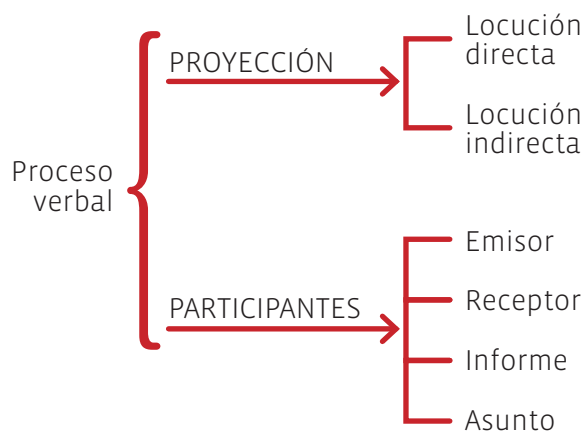 Proceso
verbal
PROYECCIÓN
Locución
directa
Locución
indirecta
PARTICIPANTES
Emisor
Receptor
Informe
Asunto